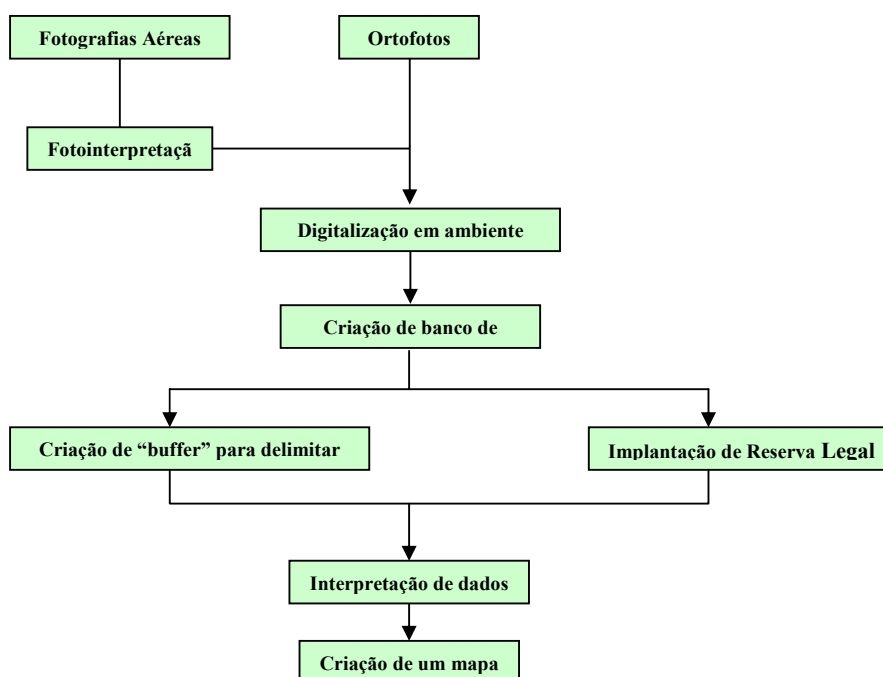 Fotografias Aéreas
Ortofotos
Fotointerpretaçã
Digitalização em ambiente
Criação de banco de
Criação de “buffer” para delimitar
Implantação de Reserva Legal
Interpretação de dados
Criação de um mapa